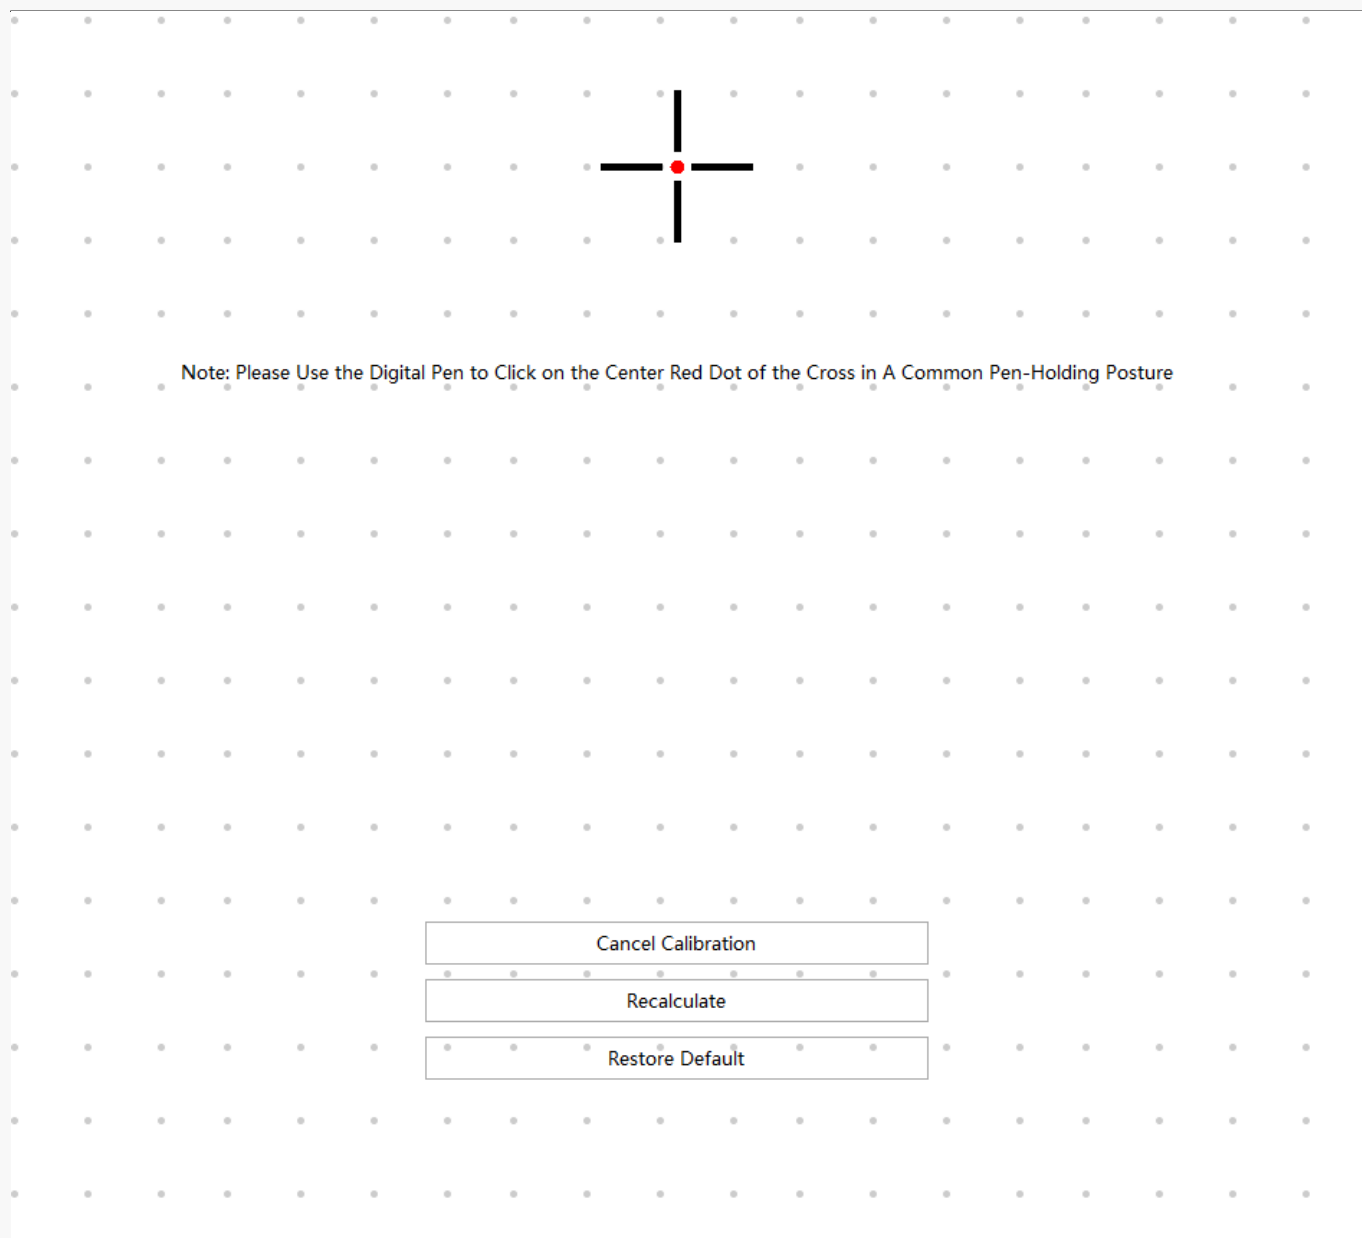 Note: Please Use the Digital Pen to Click on the Center Red Dot of the Cross in A Common Pen-Holding Posture
Cancel Calibration
Recalculate
Restore Default